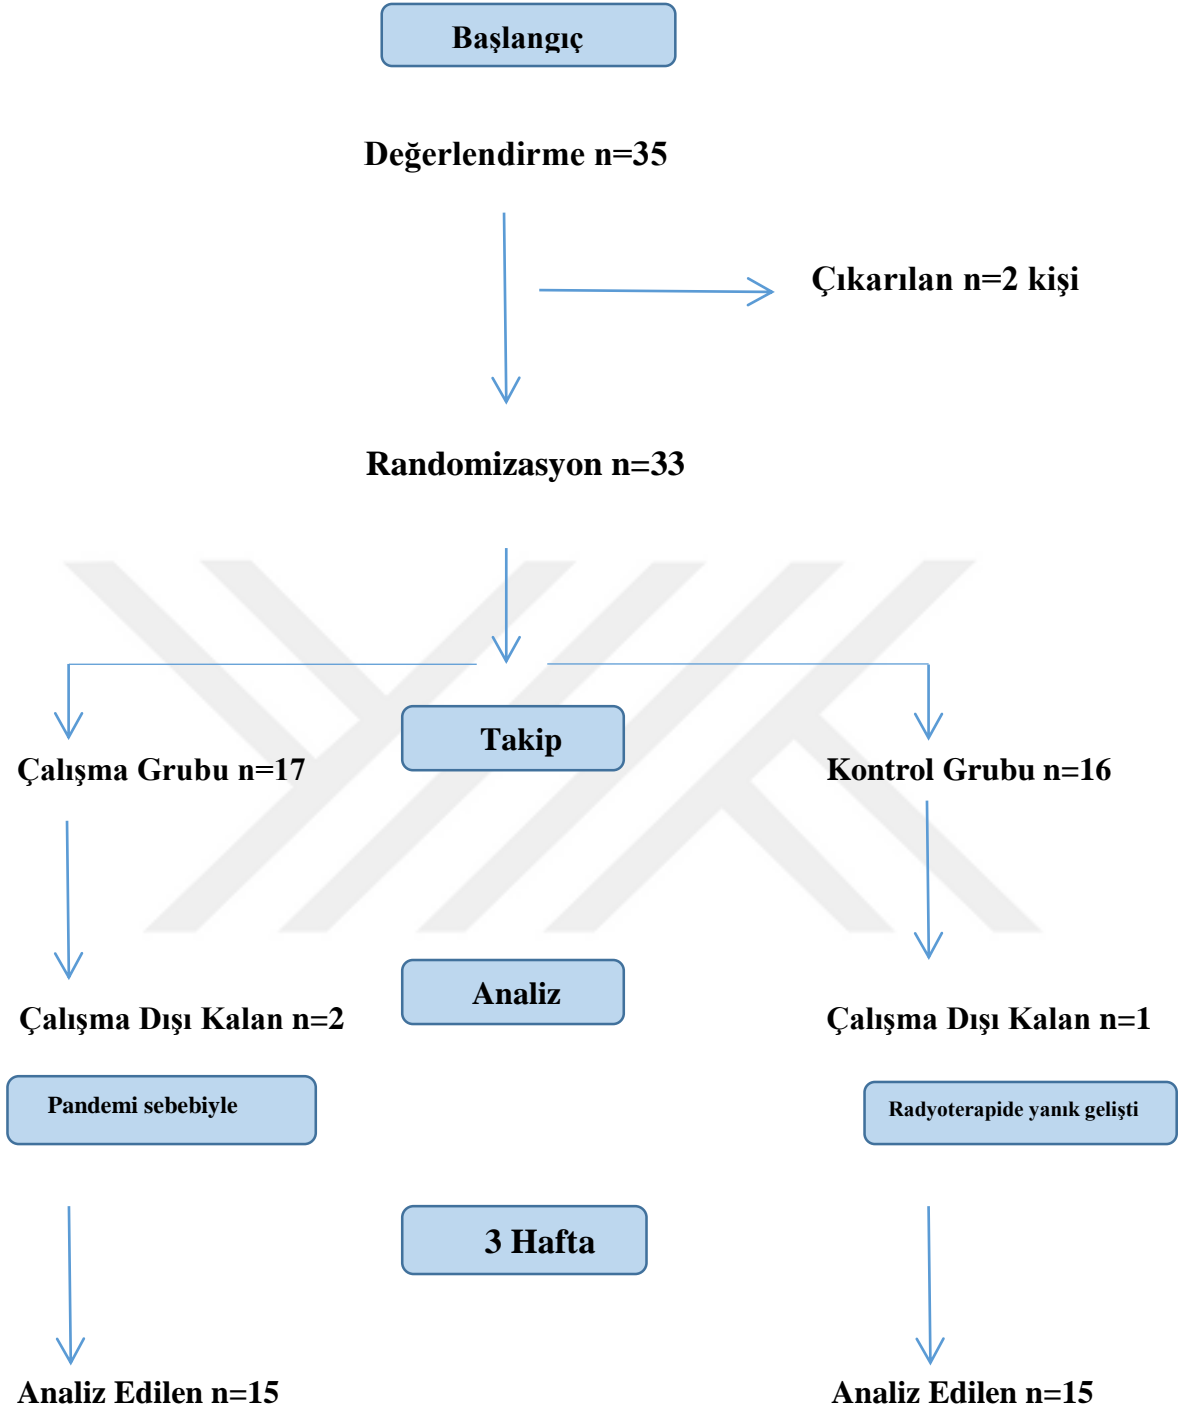 Başlangıç
Değerlendirme n=35
Çıkarılan n=2 kişi
Randomizasyon n=33
Takip
Çalışma Grubu n=17
Kontrol Grubu n=16
Analiz
Çalışma Dışı Kalan n=2
Çalışma Dışı Kalan n=1
Pandemi sebebiyle
Radyoterapide yanık gelişti
3 Hafta
Analiz Edilen n=15
Analiz Edilen n=15